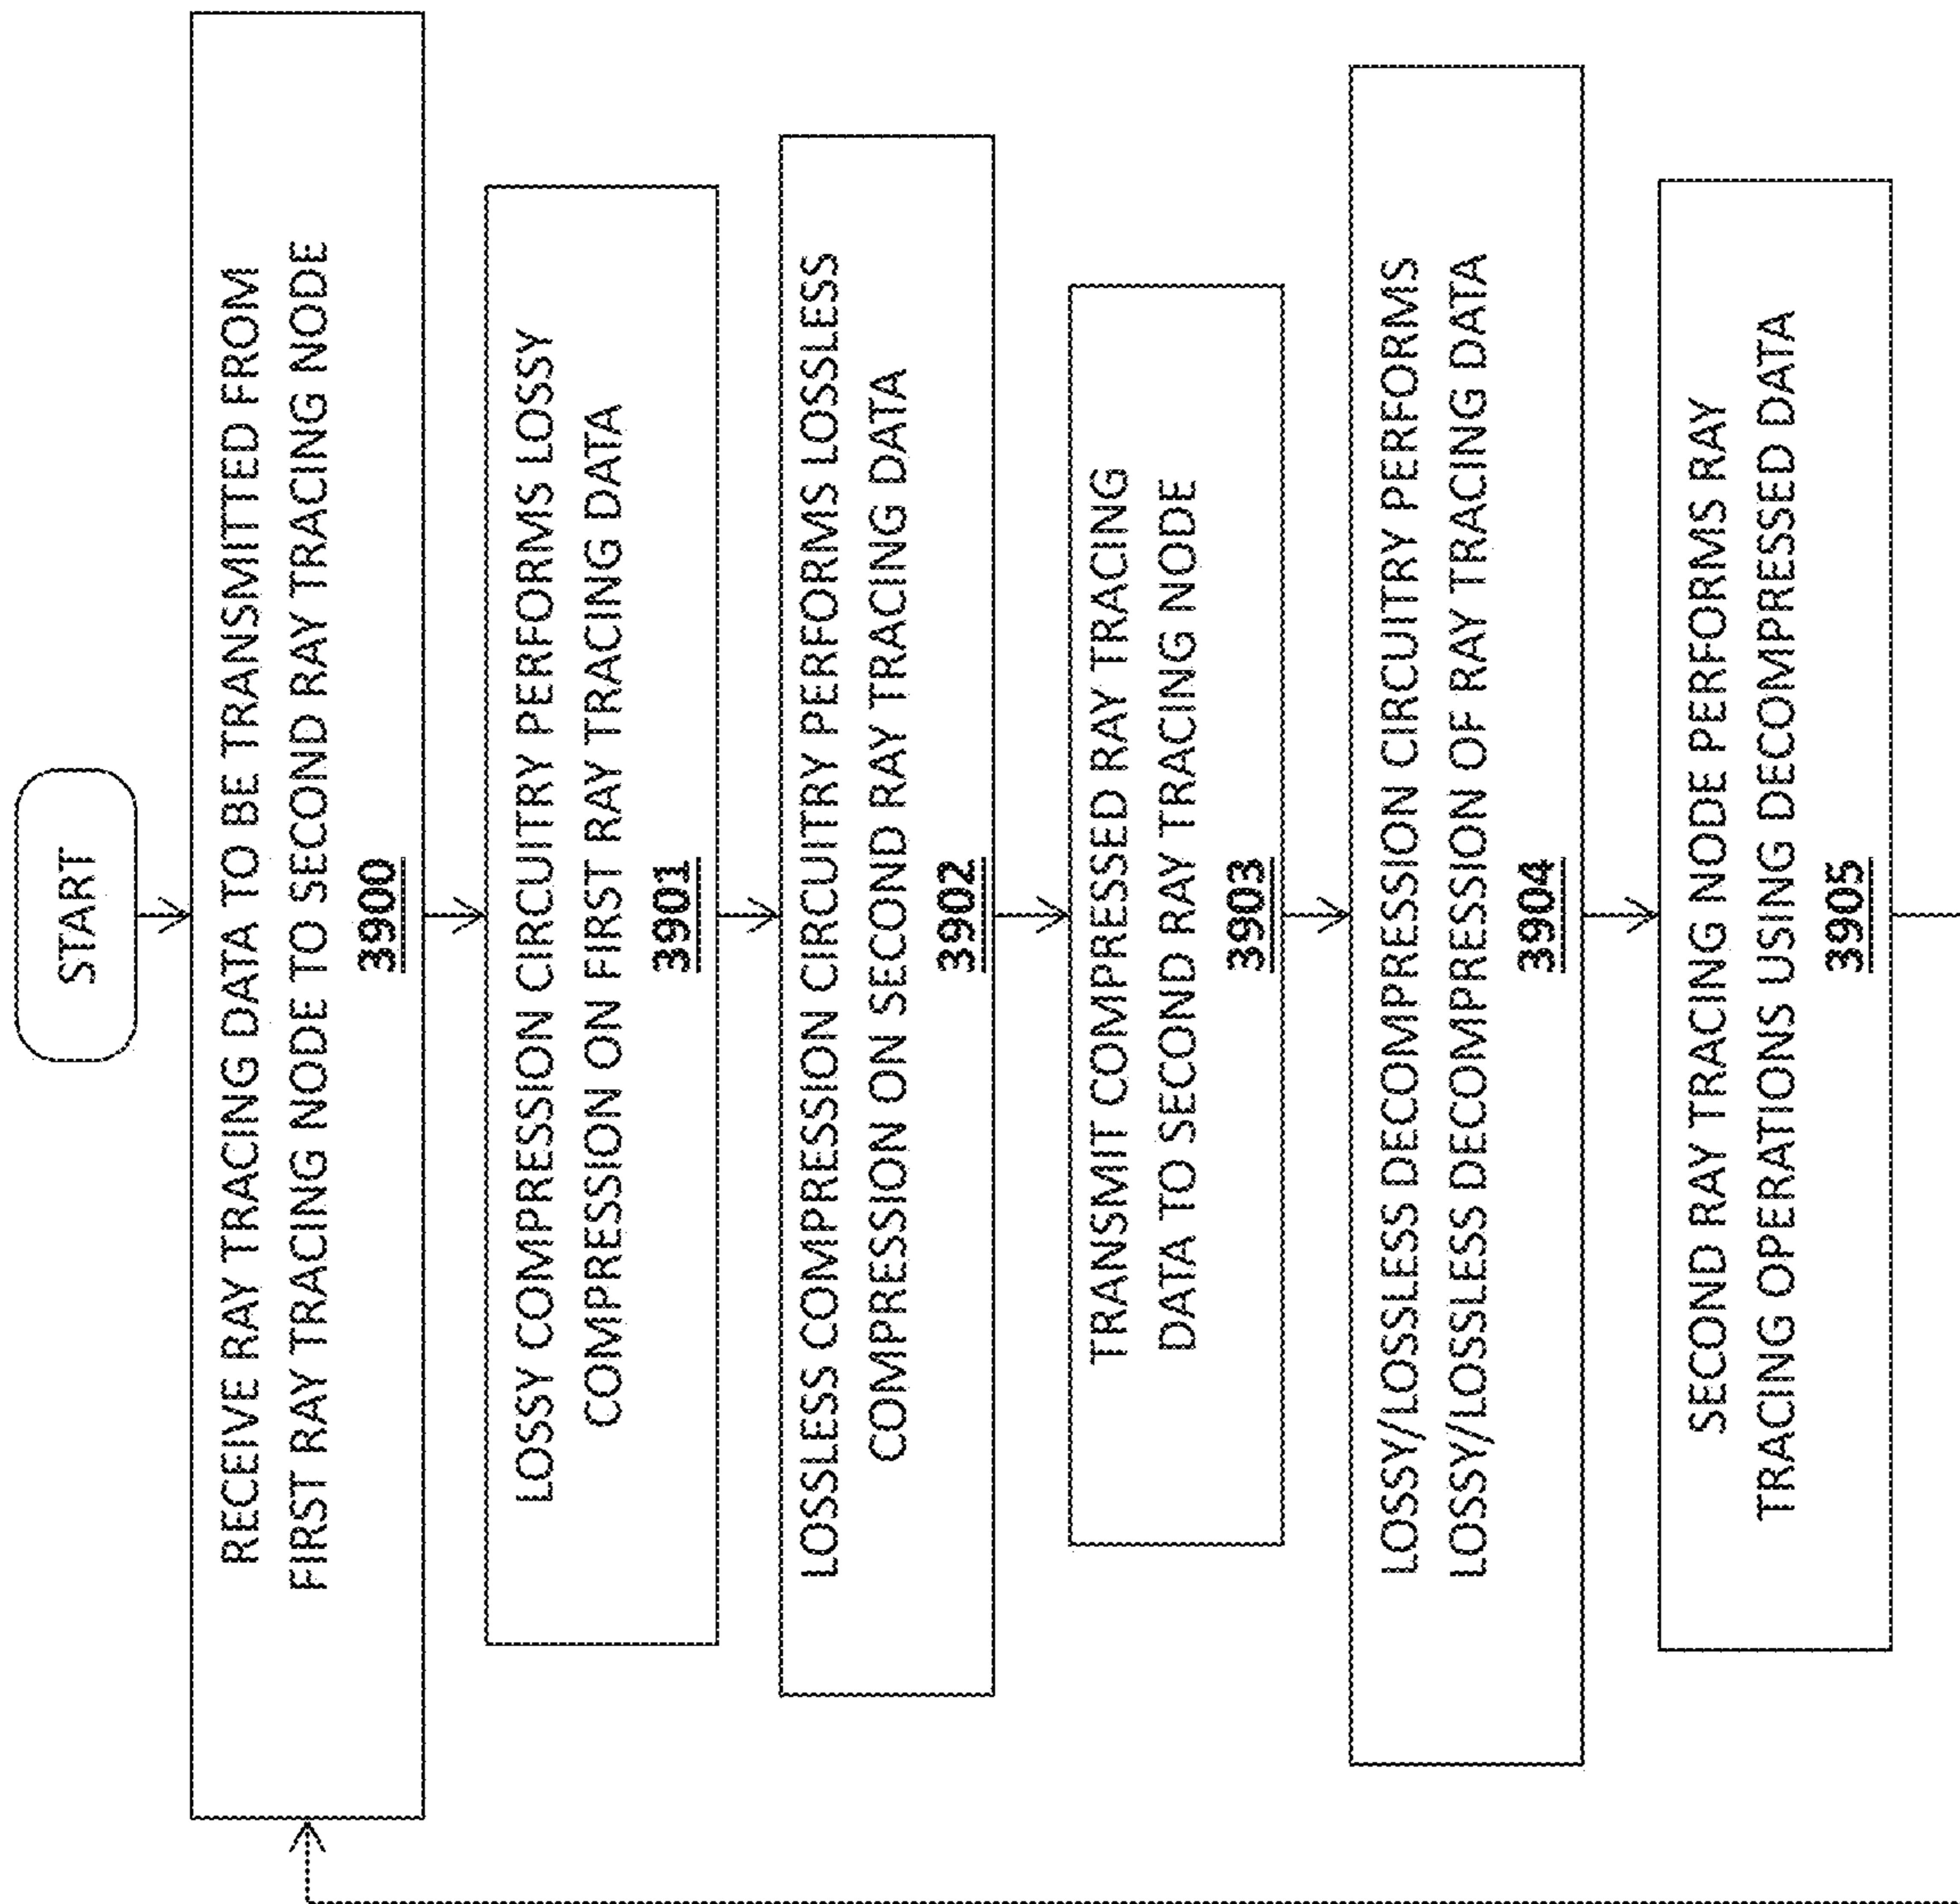 START
RECEIVE RAY TRACING DATA TO BE TRANSMITTED FROM
FIRST RAY TRACING NODE TO SECOND RAY TRACING NODE
3900
LOSSY COMPRESSION CIRCUITRY PERFORMS LOSSY
COMPRESSION ON FIRST RAY TRACING DATA
3901
LOSSLESS COMPRESSION CIRCUITRY PERFORMS LOSSLESS
COMPRESSION ON SECOND RAY TRACING DATA
3902
TRANSMIT COMPRESSED RAY TRACING
DATA TO SECOND RAY TRACING NODE
3903
LOSSY/LOSSLESS DECOMPRESSION CIRCUITRY PERFORMS
LOSSY/LOSSLESS DECOMPRESSION OF RAY TRACING DATA
3904
SECOND RAY TRACING NODE PERFORMS RAY
TRACING OPERATIONS USING DECOMPRESSED DATA
3905